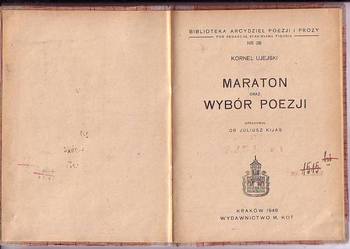 BIBLIOTEKA ARCYDZIEŁ POEZJI I PROZY
POD REDAKCJĄ STANISŁAWA PIGONIA
NR 28
KORNEL UJEJSKI
MARATON
ORAZ
WYBÓR POEZJI
OPRACOWAŁ
DR JULIUSZ KIJAS
KRAKÓW 1948
WYDAWNICTWO M. KOT